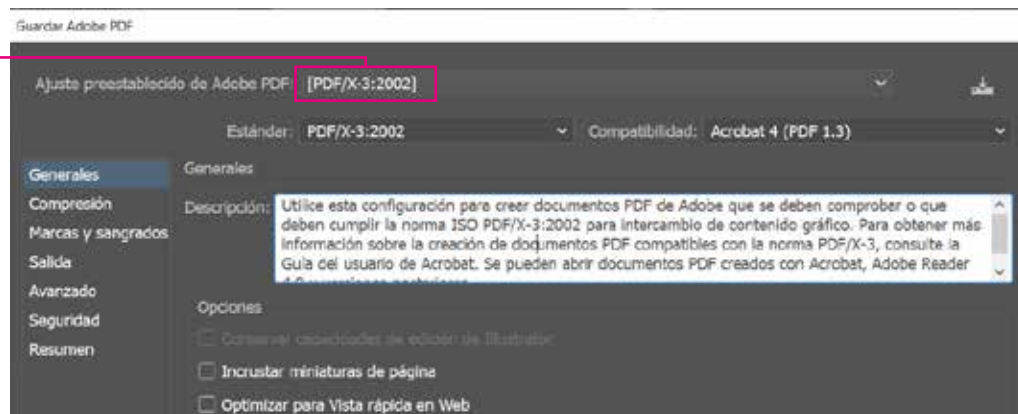 Guardar Adobe PDF
Ajuste preestablecido de Adobe PDF: [PDF/X-3:2002]
Estándar: PDF/X-3:2002 Compatibilidad: Acrobat 4 (PDF 1.3)
Generales
Compresión
Marcas y sangrados
Salida
Avanzado
Seguridad
Resumen
Generales
Descripción: Utilice esta configuración para creer documentos PDF de Adobe que se deben comprober o que
deben cumplir la norma ISO PDF/X-3:2002 para intercambio de contenido gráfico. Para obtener más
información sobre la creación de documentos PDF compatibles con la norma PDF/X-3, consulte la
Guía del usuario de Acrobat. Se pueden abrir documentos PDF creados con Acrobat, Adobe Reader
Opciones
Conservar capacidades de edición de Illustrator
Incrustar miniaturas de página
Optimizar para Vista rápida en Web